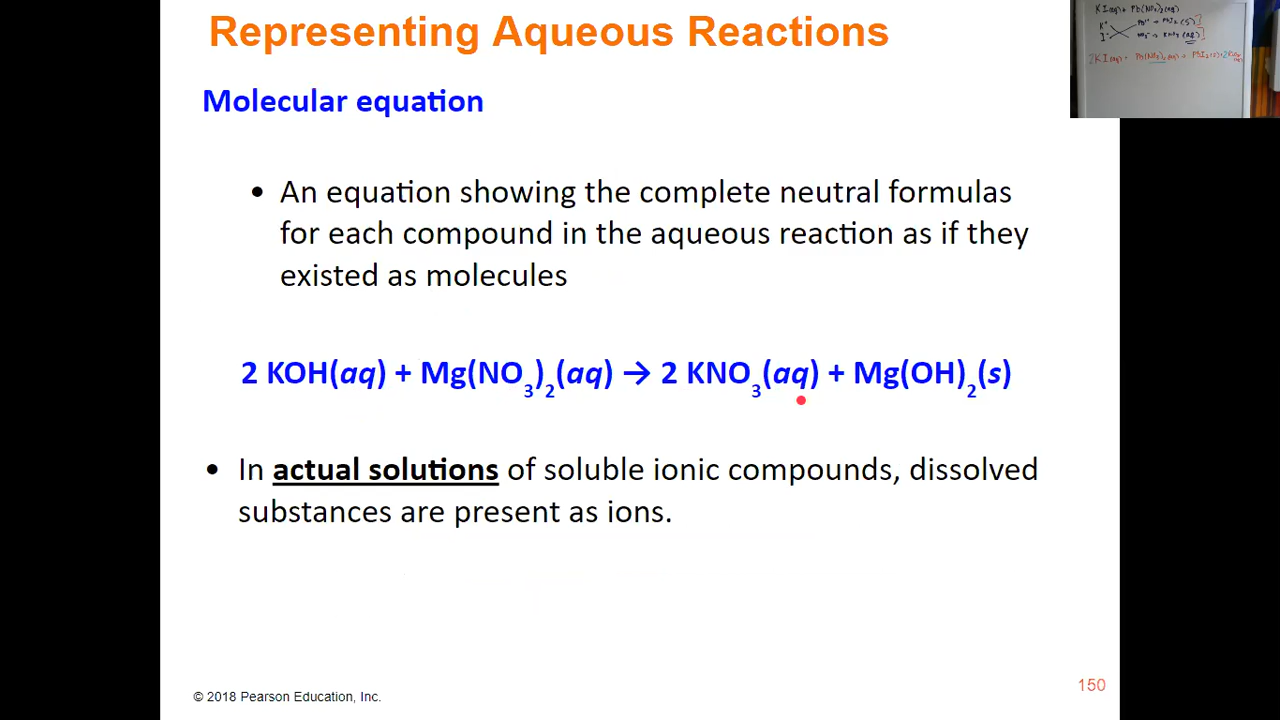 Representing Aqueous Reactions
Molecular equation
• An equation showing the complete neutral formulas
for each compound in the aqueous reaction as if they
existed as molecules
2 KOH(aq) + Mg(NO₃)₂(aq) → 2 KNO₃(aq) + Mg(OH)₂(s)
• In actual solutions of soluble ionic compounds, dissolved
substances are present as ions.
© 2018 Pearson Education, Inc.
150